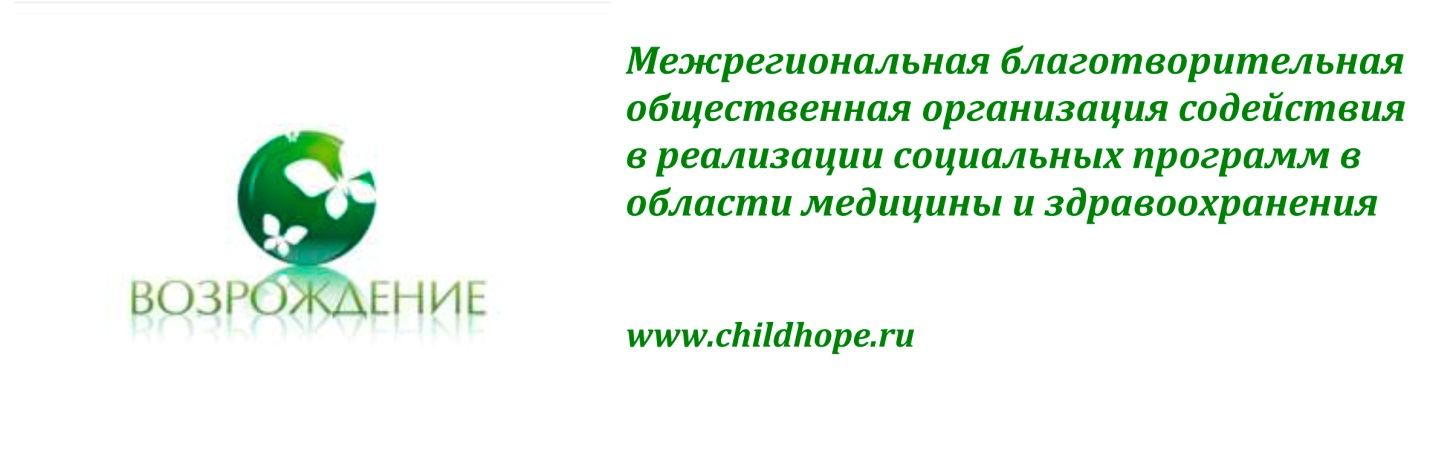 Межрегиональная благотворительная
общественная организация содействия
в реализации социальных программ в
области медицины и здравоохранения
ВОЗРОЖДЕНИЕ
www.childhope.ru